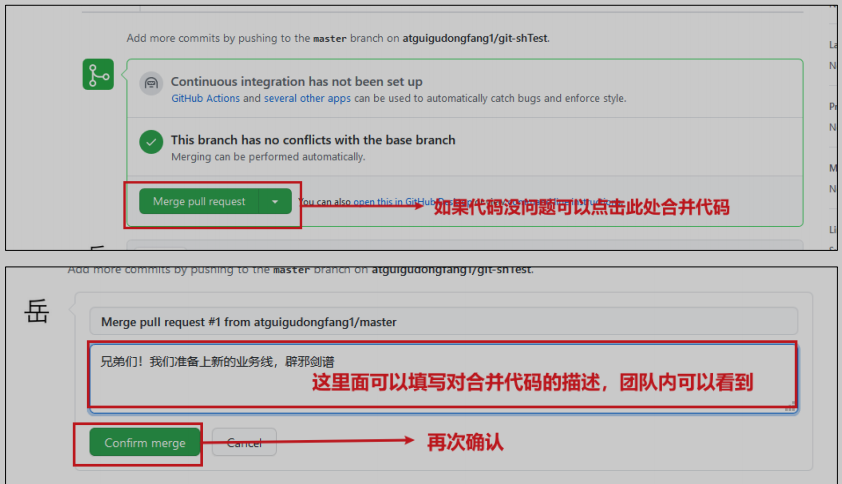 Add more commits by pushing to the master branch on atguigudongfang1/git-shTest.
Continuous integration has not been set up
GitHub Actions and several other apps can be used to automatically catch bugs and enforce style.
This branch has no conflicts with the base branch
Merging can be performed automatically.
Merge pull request
You can also open this in GitHub
如果代码没问题可以点击此处合并代码
Add more commits by pushing to the master branch on atguigudongfang1/git-shTest.
岳
Merge pull request #1 from atguigudongfang1/master
兄弟们！我们准备上新的业务线，辟邪剑谱
这里面可以填写对合并代码的描述，团队内可以看到
Confirm merge
Cancel
再次确认